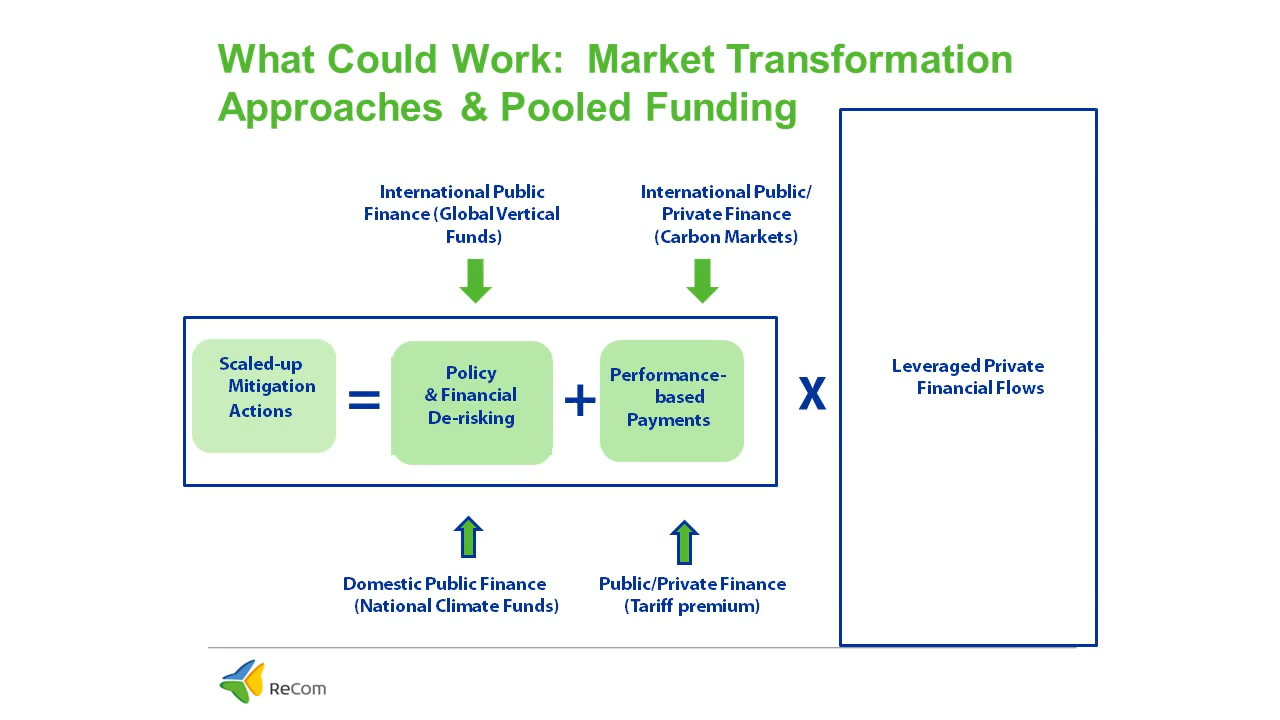 What Could Work:  Market Transformation
Approaches & Pooled Funding
International Public
Finance (Global Vertical
Funds)
International Public/
Private Finance
(Carbon Markets)
Scaled-up
Mitigation
Actions
=
Policy
& Financial
De-risking
+
Performance-
based
Payments
X
Leveraged Private
Financial Flows
Domestic Public Finance
(National Climate Funds)
Public/Private Finance
(Tariff premium)
ReCom